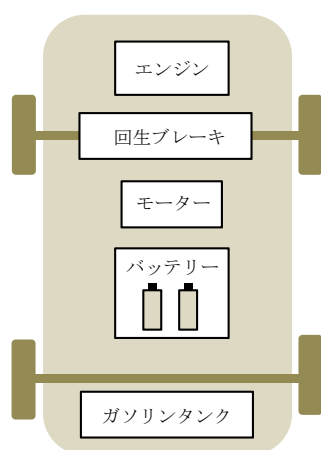 エンジン
回生ブレーキ
モーター
バッテリー
ガソリンタンク